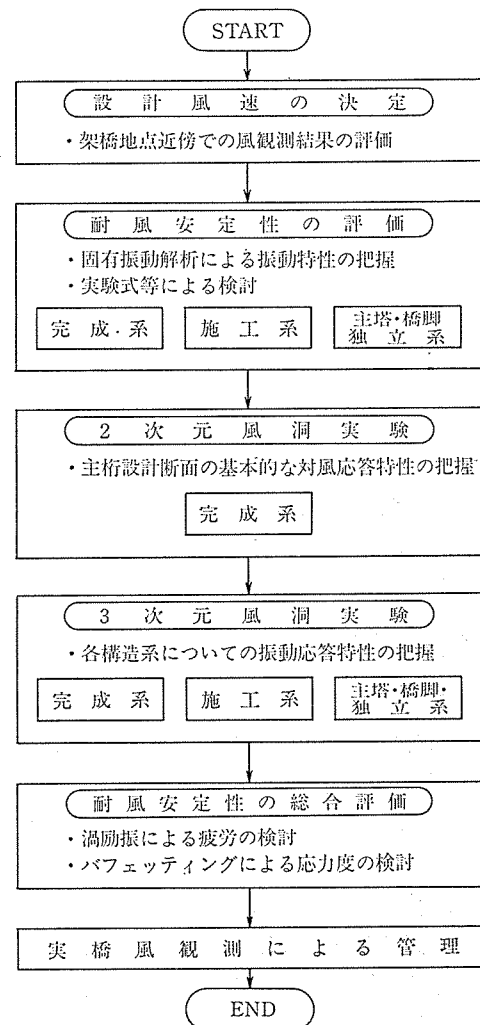 START
設計風速の決定
・架橋地点近傍での風観測結果の評価
耐風安定性の評価
・固有振動解析による振動特性の把握
・実験式等による検討
完成系
施工系
主塔・橋脚
独立系
2次元風洞実験
・主桁設計断面の基本的な対風応答特性の把握
完成系
3次元風洞実験
・各構造系についての振動応答特性の把握
完成系
施工系
主塔・橋脚・
独立系
耐風安定性の総合評価
・渦励振による疲労の検討
・バフェッティングによる応力度の検討
実橋風観測による管理
END